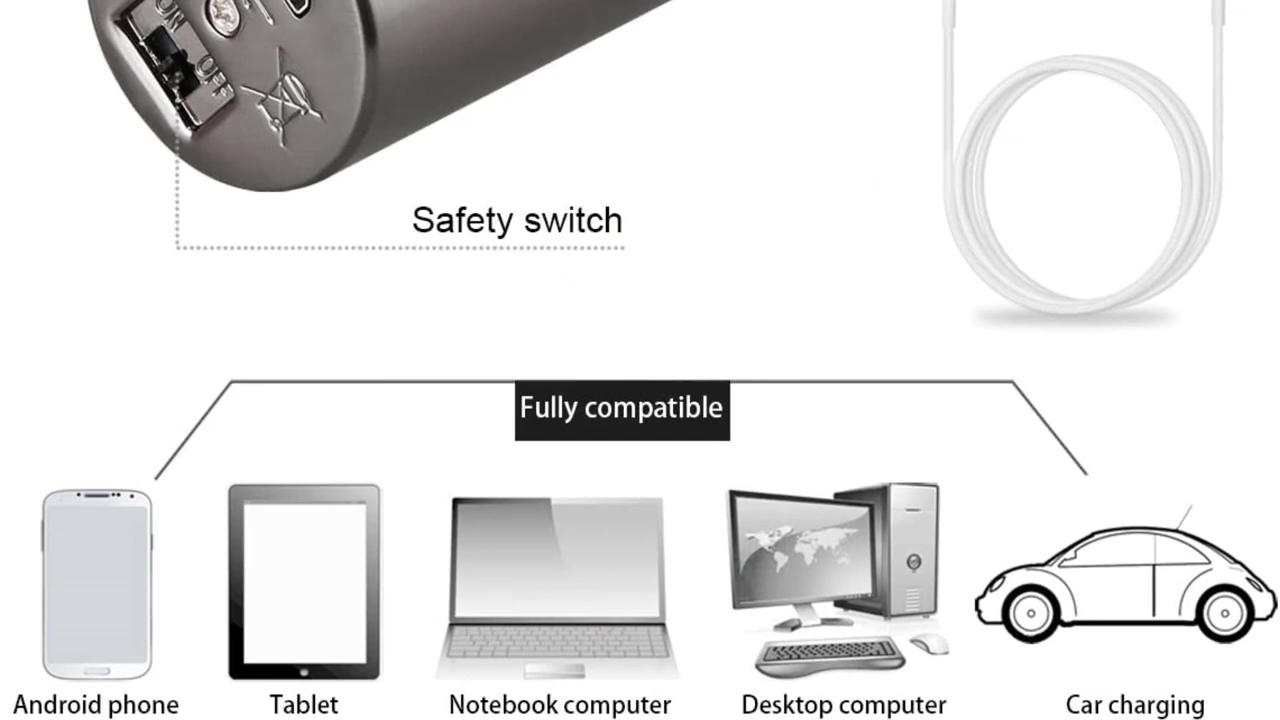 ON
OFF
Safety switch
Fully compatible
Android phone
Tablet
Notebook computer
Desktop computer
Car charging